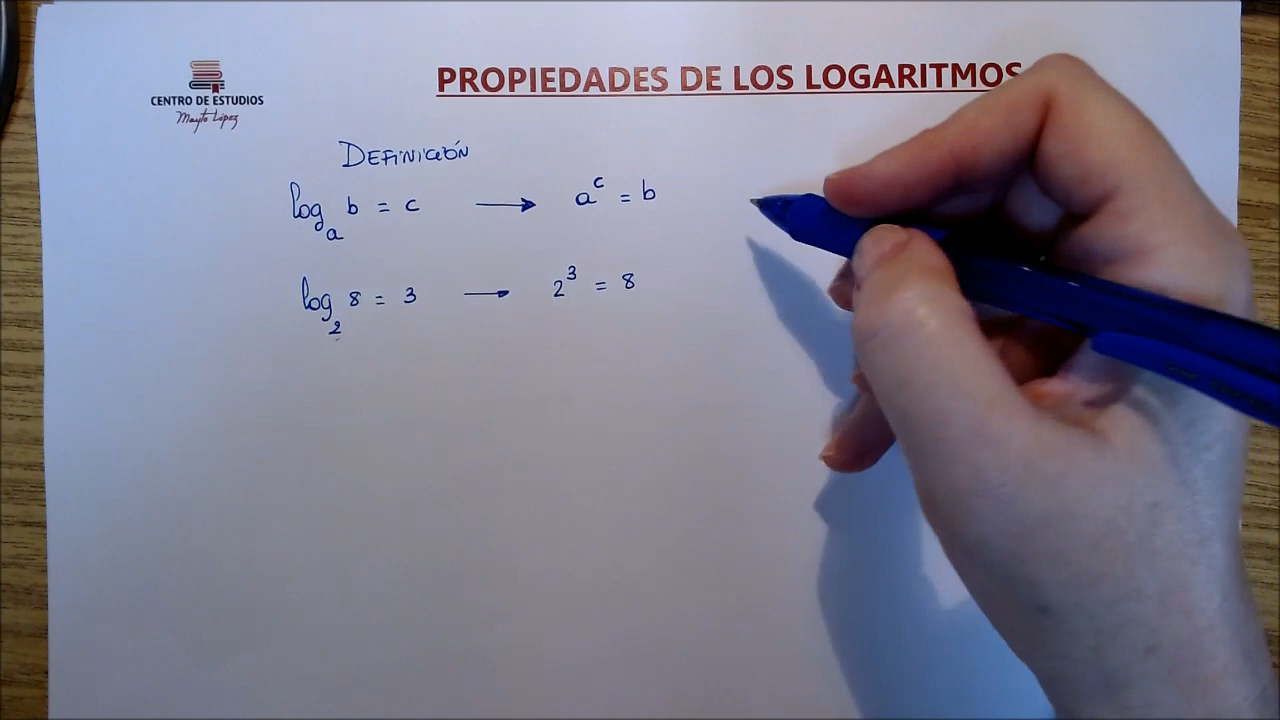 PROPIEDADES DE LOS LOGARITMOS
CENTRO DE ESTUDIOS
Mayte López
DEFINICIÓN
log_a b = c → a^c = b
log_2 8 = 3 → 2^3 = 8